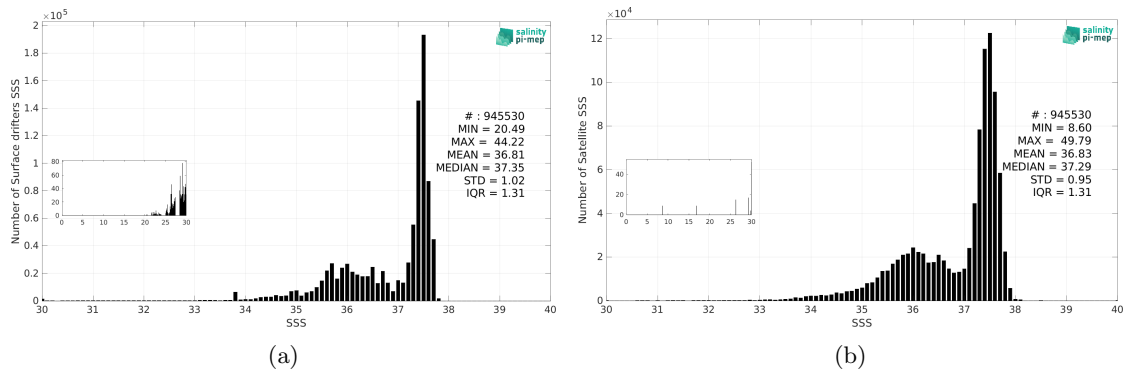 ×10⁵
2
1.8
1.6
1.4
1.2
1
0.8
0.6
0.4
0.2
0
Number of Surface drifters SSS
salinity
pi-mep
# : 945530
MIN = 20.49
MAX = 44.22
MEAN = 36.81
MEDIAN = 37.35
STD = 1.02
IQR = 1.31
80
60
40
20
0
0 5 10 15 20 25 30
30 31 32 33 34 35 36 37 38 39 40
SSS
(a)
×10⁴
12
10
8
6
4
2
0
Number of Satellite SSS
salinity
pi-mep
# : 945530
MIN = 8.60
MAX = 49.79
MEAN = 36.83
MEDIAN = 37.29
STD = 0.95
IQR = 1.31
40
20
0
0 5 10 15 20 25 30
30 31 32 33 34 35 36 37 38 39 40
SSS
(b)